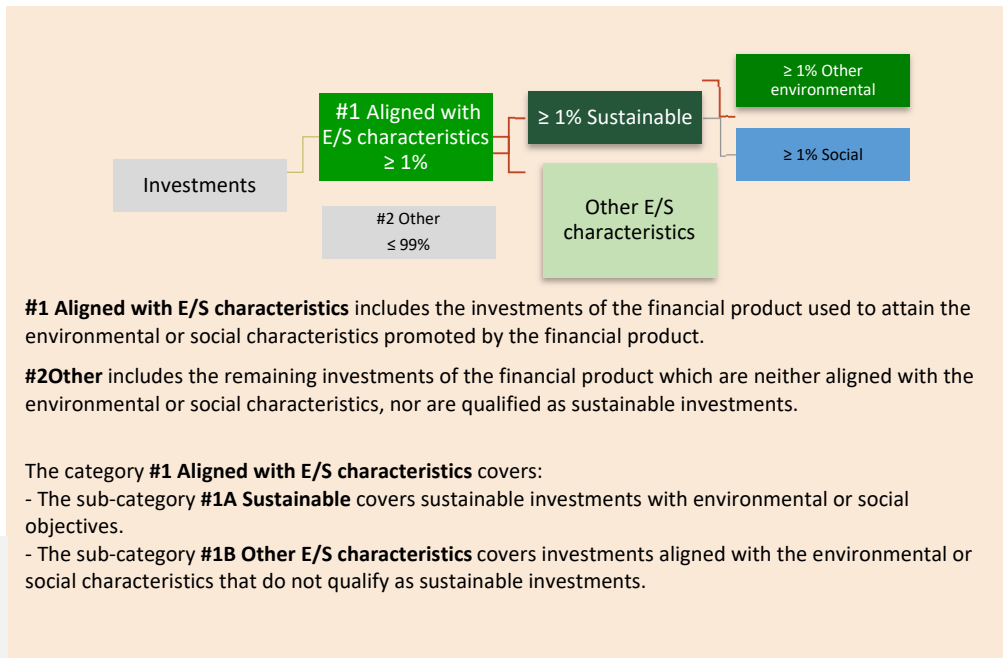 Investments
#1 Aligned with
E/S characteristics
≥ 1%
#2 Other
≤ 99%
≥ 1% Sustainable
Other E/S
characteristics
≥ 1% Other
environmental
≥ 1% Social
#1 Aligned with E/S characteristics includes the investments of the financial product used to attain the
environmental or social characteristics promoted by the financial product.
#2Other includes the remaining investments of the financial product which are neither aligned with the
environmental or social characteristics, nor are qualified as sustainable investments.
The category #1 Aligned with E/S characteristics covers:
- The sub-category #1A Sustainable covers sustainable investments with environmental or social
objectives.
- The sub-category #1B Other E/S characteristics covers investments aligned with the environmental or
social characteristics that do not qualify as sustainable investments.